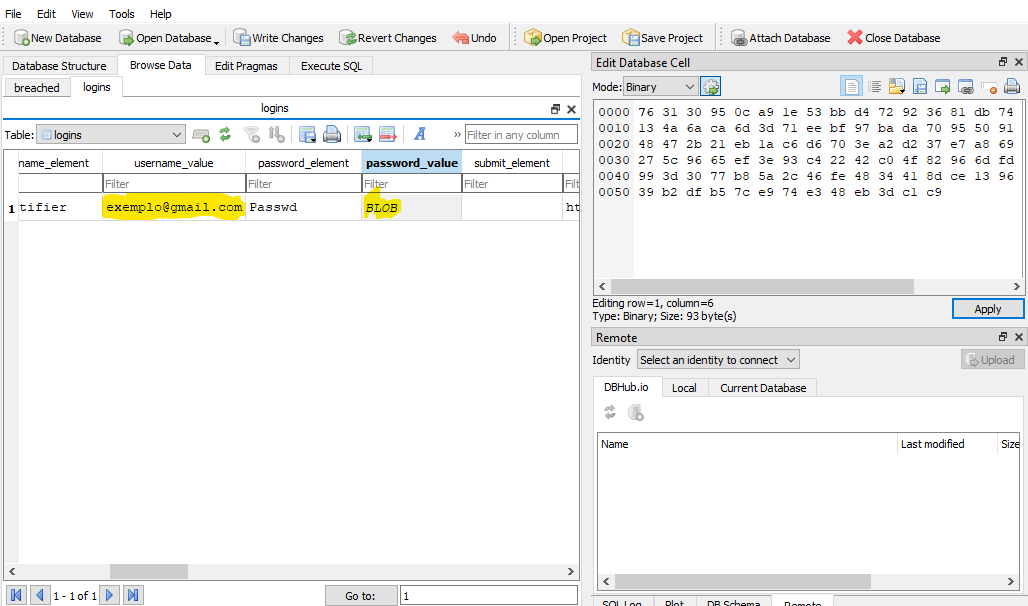 File Edit View Tools Help
New Database Open Database Write Changes Revert Changes Undo Open Project Save Project Attach Database Close Database
Database Structure Browse Data Edit Pragmas Execute SQL
breached logins
logins
Table: logins » Filter in any column
name_element username_value password_element password_value submit_element
Filter Filter Filter Filter Filt
1 tifier exemplo@gmail.com Passwd BLOB ht
1 - 1 of 1 Go to: 1
Edit Database Cell
Mode: Binary
0000 76 31 30 95 0c a9 1e 53 bb d4 72 92 36 81 db 74
0010 13 4a 6a ca 6d 3d 71 ee bf 97 ba da 70 95 50 91
0020 48 47 2b 21 eb 1a c6 d6 70 3e a2 d2 37 e7 a8 69
0030 27 5c 96 65 ef 3e 93 c4 22 42 c0 4f 82 96 6d fd
0040 99 3d 30 77 b8 5a 2c 46 fe 48 34 41 8d ce 13 96
0050 39 b2 df b5 7c e9 74 e3 48 eb 3d c1 c9
Editing row=1, column=6
Type: Binary; Size: 93 byte(s)
Apply
Remote
Identity Select an identity to connect Upload
DBHub.io Local Current Database
Name Last modified Size
SQL Log Plot DB Schema Remote